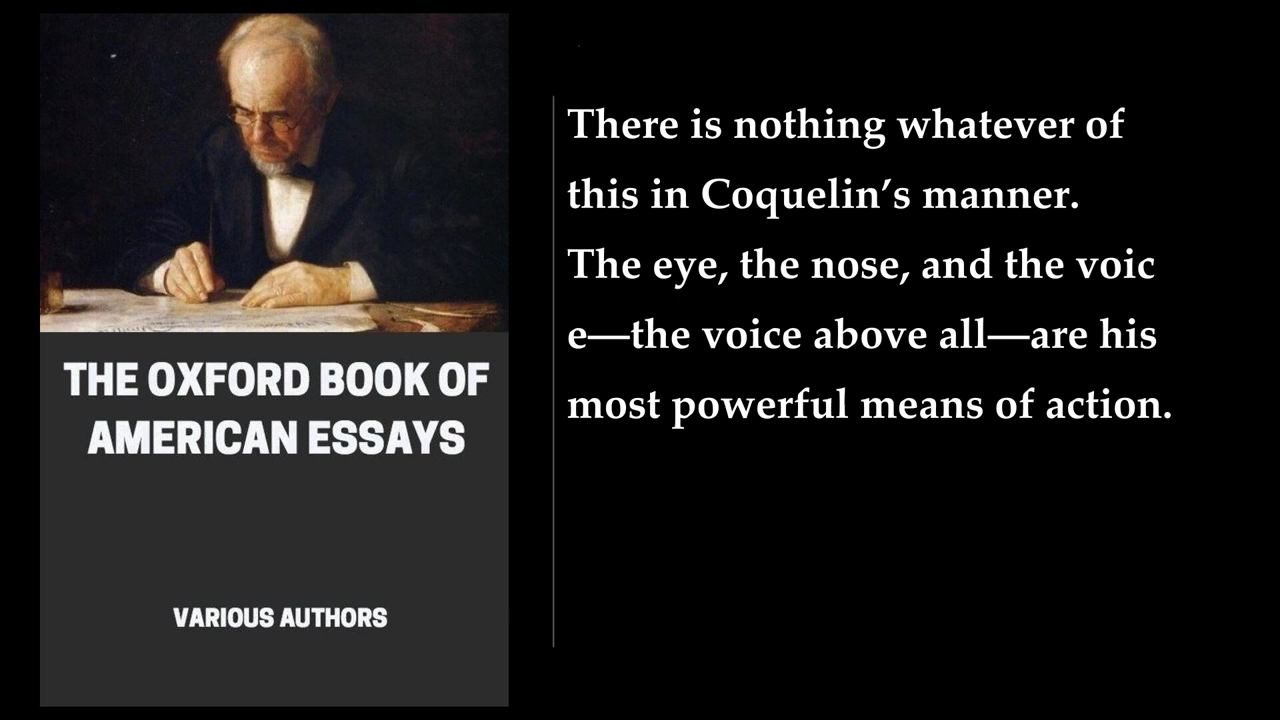 THE OXFORD BOOK OF
AMERICAN ESSAYS
VARIOUS AUTHORS
There is nothing whatever of
this in Coquelin’s manner.
The eye, the nose, and the voic
e—the voice above all—are his
most powerful means of action.